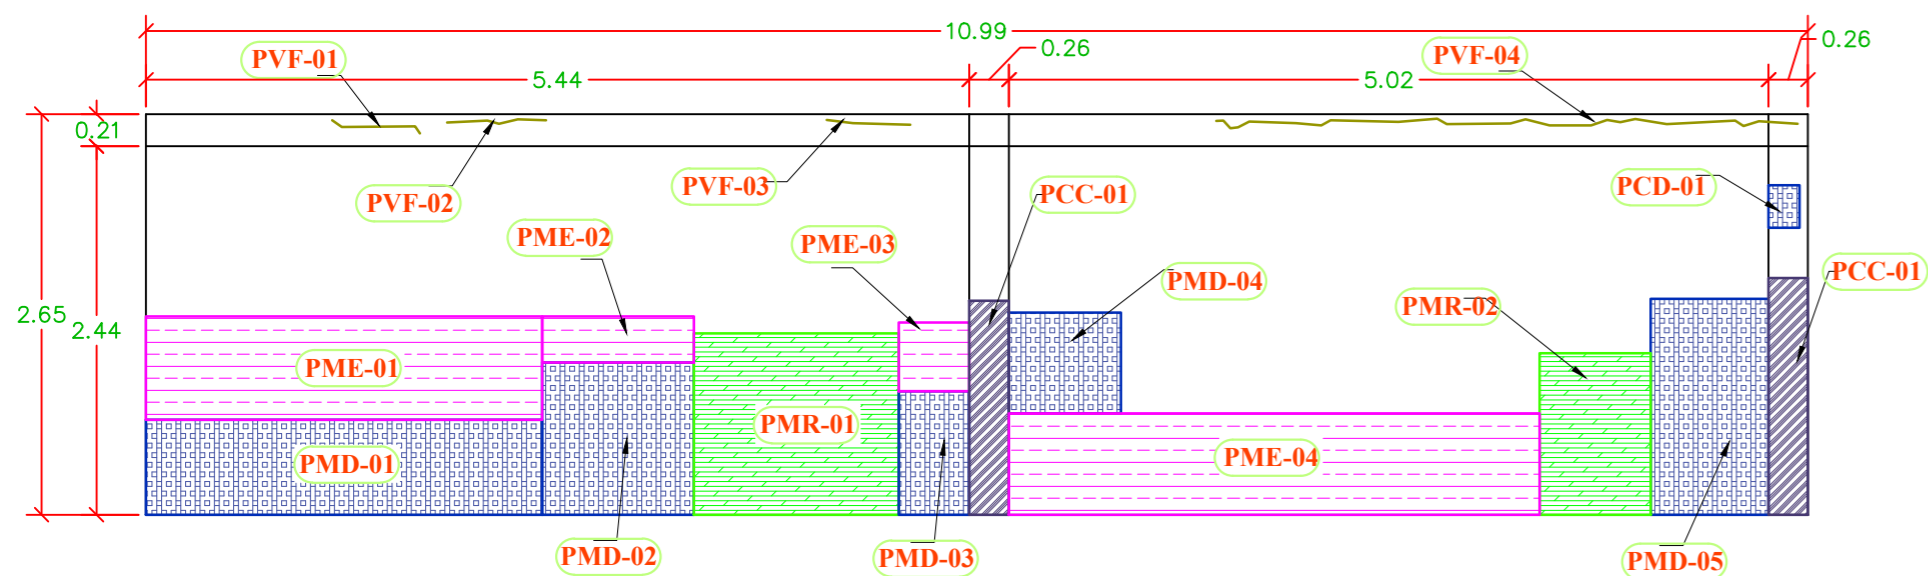 10.99
0.26
0.26
PVF-01
PVF-04
5.44
5.02
0.21
PVF-02
PVF-03
PCC-01
PCD-01
PME-02
PME-03
PMD-04
PCC-01
PMR-02
2.65
2.44
PME-01
PMR-01
PMD-01
PME-04
PMD-02
PMD-03
PMD-05